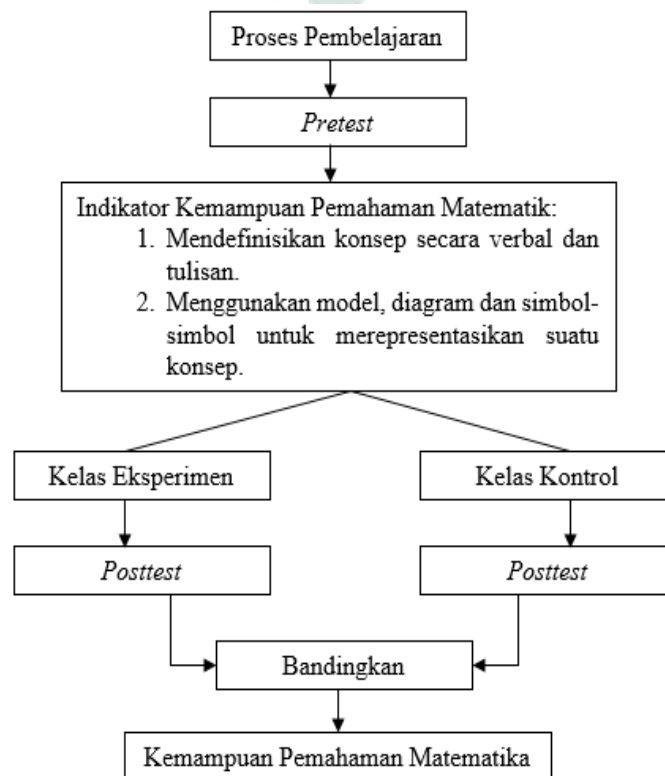 Proses Pembelajaran
Pretest
Indikator Kemampuan Pemahaman Matematik:
1. Mendefinisikan konsep secara verbal dan
tulisan.
2. Menggunakan model, diagram dan simbol-
simbol untuk merepresentasikan suatu
konsep.
Kelas Eksperimen
Kelas Kontrol
Posttest
Posttest
Bandingkan
Kemampuan Pemahaman Matematika